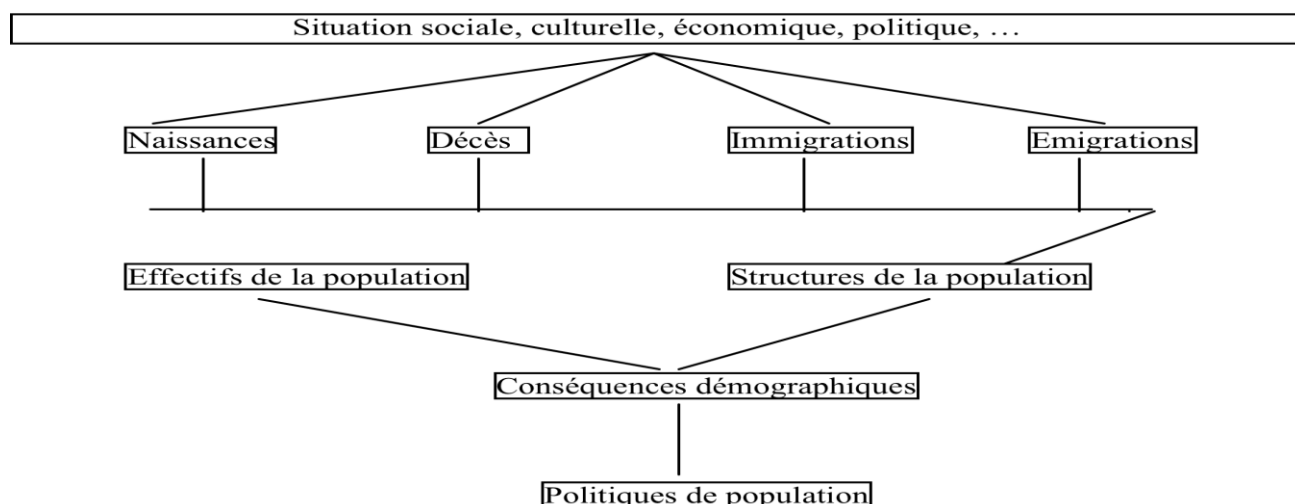 Situation sociale, culturelle, économique, politique, …
Naissances
Décès
Immigrations
Emigrations
Effectifs de la population
Structures de la population
Conséquences démographiques
Politiques de population